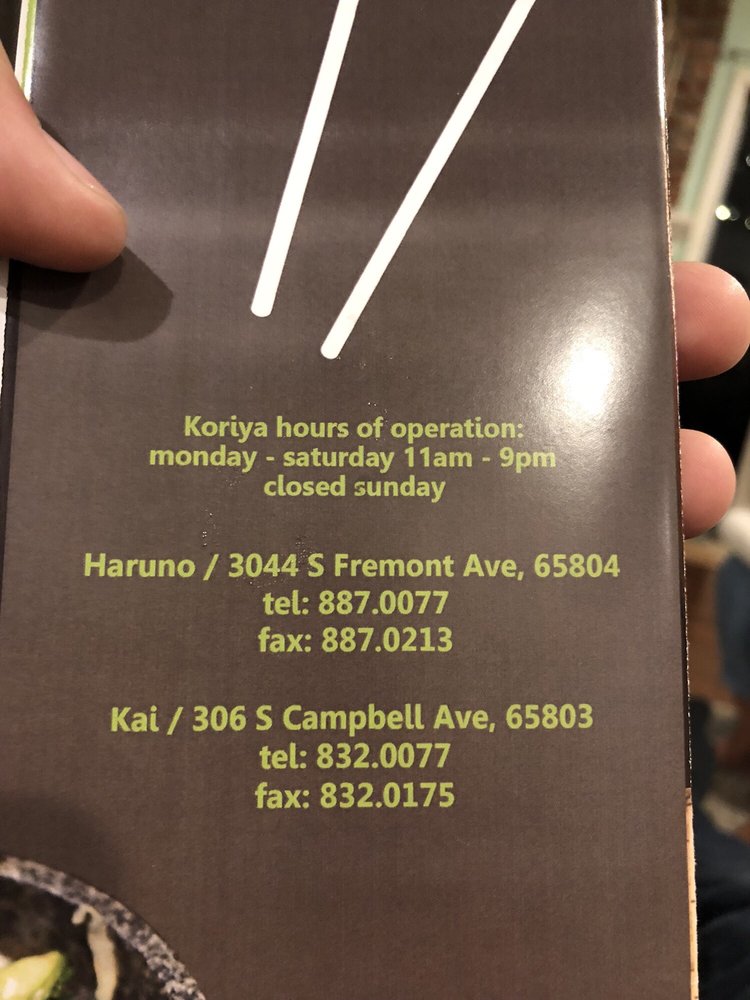 Koriya hours of operation:
monday - saturday 11am - 9pm
closed sunday
Haruno / 3044 S Fremont Ave, 65804
tel: 887.0077
fax: 887.0213
Kai / 306 S Campbell Ave, 65803
tel: 832.0077
fax: 832.0175